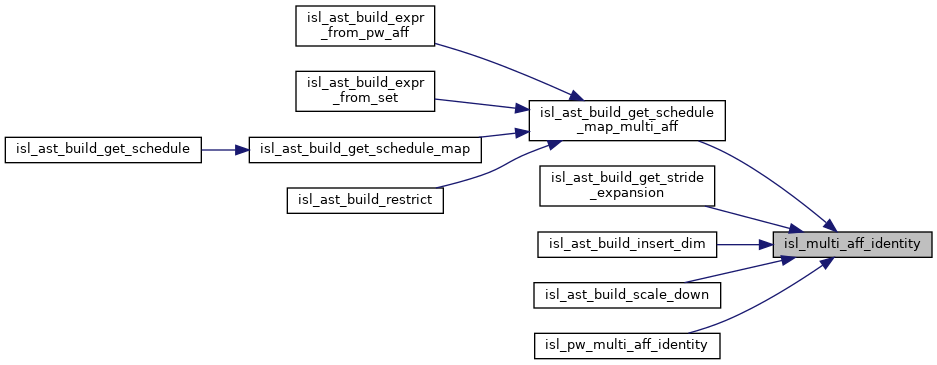 isl_ast_build_expr
_from_pw_aff
isl_ast_build_expr
_from_set
isl_ast_build_get_schedule
_map_multi_aff
isl_ast_build_get_schedule
isl_ast_build_get_schedule_map
isl_ast_build_restrict
isl_ast_build_get_stride
_expansion
isl_ast_build_insert_dim
isl_multi_aff_identity
isl_ast_build_scale_down
isl_pw_multi_aff_identity